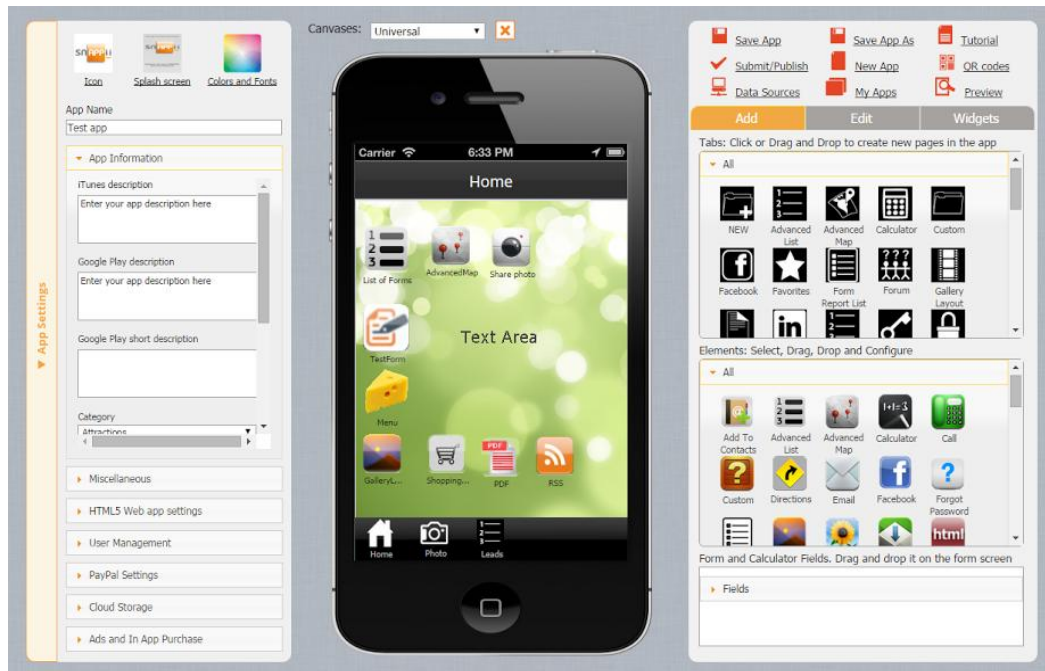 Canvases: Universal
▼ App Settings
snappii
Icon Splash screen Colors and Fonts
App Name
Test app
App Information
iTunes description
Enter your app description here
Google Play description
Enter your app description here
Google Play short description
Category
Attractions
Miscellaneous
HTML5 Web app settings
User Management
PayPal Settings
Cloud Storage
Ads and In App Purchase
Carrier 6:33 PM
Home
List of Forms AdvancedMap Share photo
TestForm
Text Area
Menu
GalleryL... Shopping... PDF RSS
Home Photo Leads
Save App Save App As Tutorial
Submit/Publish New App QR codes
Data Sources My Apps Preview
Add Edit Widgets
Tabs: Click or Drag and Drop to create new pages in the app
All
NEW Advanced List Advanced Map Calculator Custom
Facebook Favorites Form Report List Forum Gallery Layout
Elements: Select, Drag, Drop and Configure
All
Add To Contacts Advanced List Advanced Map Calculator Call
Custom Directions Email Facebook Forgot Password
html
Form and Calculator Fields. Drag and drop it on the form screen
Fields